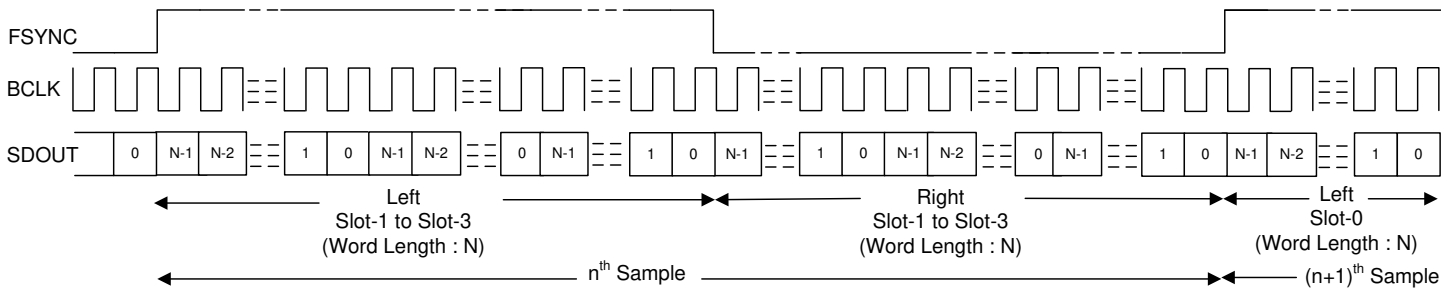 FSYNC
BCLK
SDOUT
0 N-1 N-2 1 0 N-1 N-2 0 N-1 1 0 N-1 1 0 N-1 N-2 0 N-1 1 0 N-1 N-2 1 0
Left
Slot-1 to Slot-3
(Word Length : N)
Right
Slot-1 to Slot-3
(Word Length : N)
Left
Slot-0
(Word Length : N)
nth Sample
(n+1)th Sample